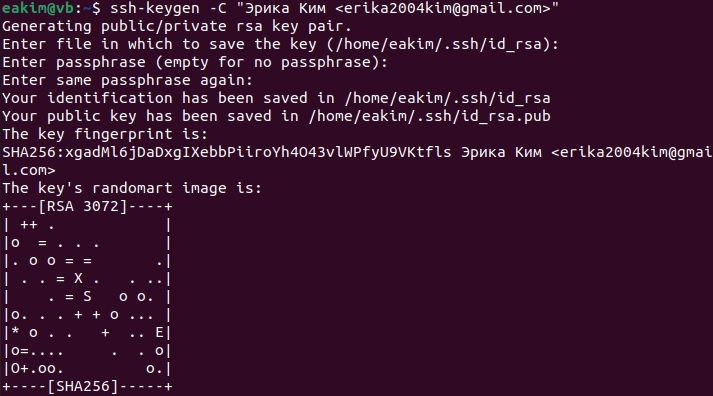 eakim@vb:~$ ssh-keygen -C "Эрика Ким <erika2004kim@gmail.com>"
Generating public/private rsa key pair.
Enter file in which to save the key (/home/eakim/.ssh/id_rsa):
Enter passphrase (empty for no passphrase):
Enter same passphrase again:
Your identification has been saved in /home/eakim/.ssh/id_rsa
Your public key has been saved in /home/eakim/.ssh/id_rsa.pub
The key fingerprint is:
SHA256:xgadMl6jDaDxgIXebbPiiroYh4O43vlWPfyU9VKtfls Эрика Ким <erika2004kim@gmai
l.com>
The key's randomart image is:
+---[RSA 3072]----+
| ++ .            |
|o  = . . .       |
|. o o = =       .|
| . . = X .   . ..|
|    . = S   o o. |
|o. . . + + o ... |
|* o . .   +  .. E|
|o=....     .  . o|
|O+.oo.         o.|
+----[SHA256]-----+